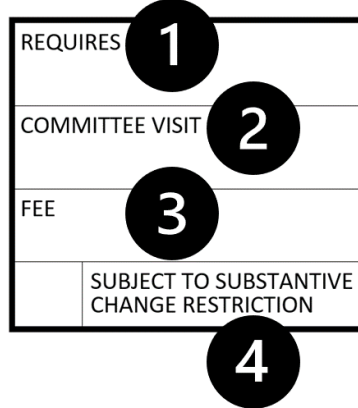 REQUIRES 1
COMMITTEE VISIT 2
FEE 3
SUBJECT TO SUBSTANTIVE
CHANGE RESTRICTION
4